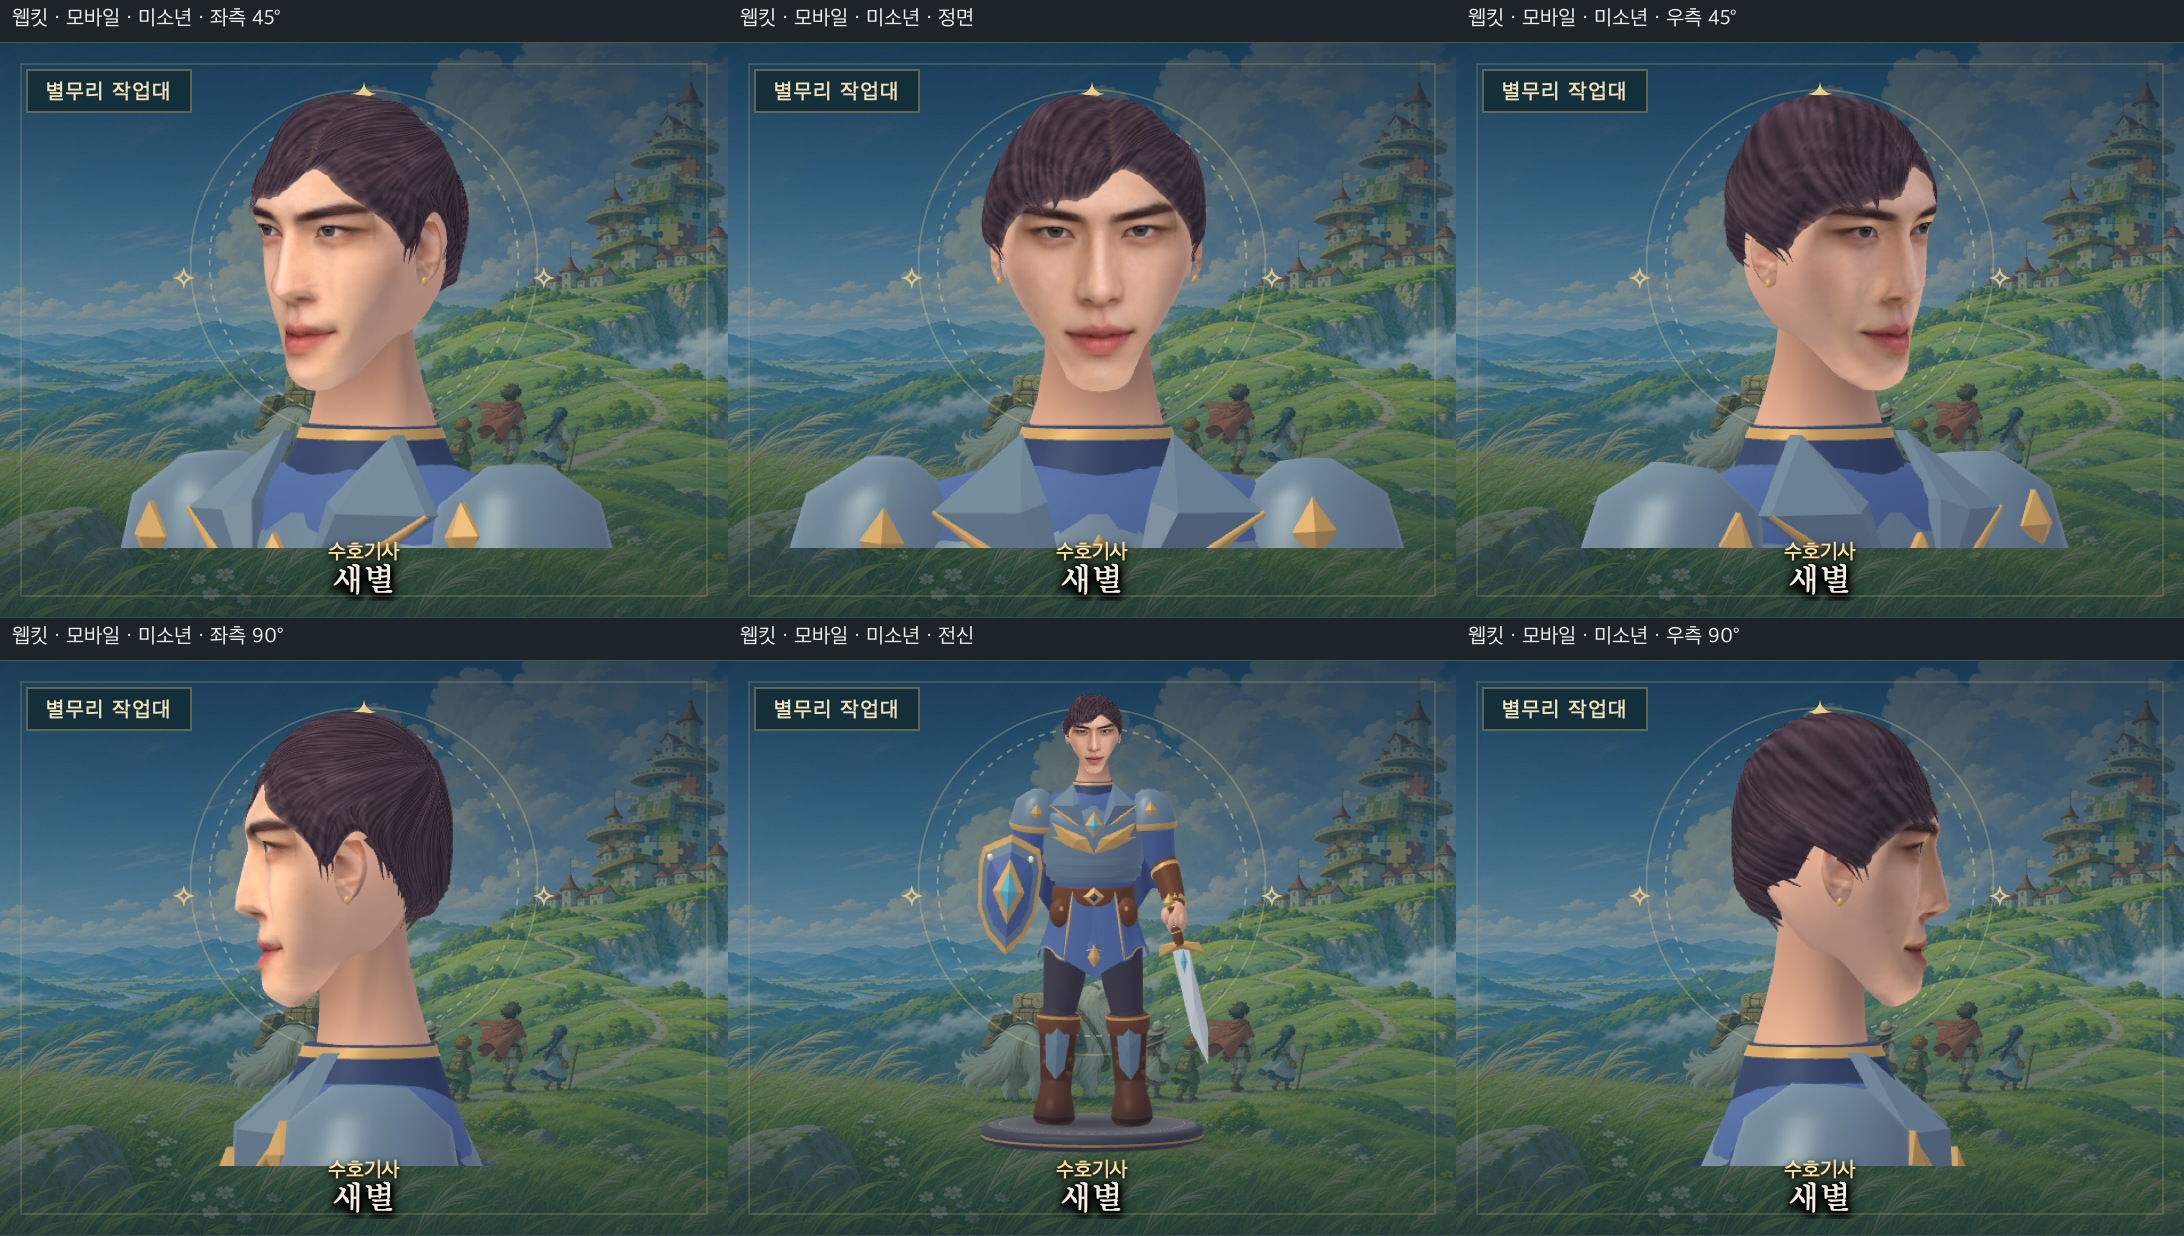 웹킷 · 모바일 · 미소년 · 좌측 45°
별무리 작업대
수호기사
새별
웹킷 · 모바일 · 미소년 · 정면
별무리 작업대
수호기사
새별
웹킷 · 모바일 · 미소년 · 우측 45°
별무리 작업대
수호기사
새별
웹킷 · 모바일 · 미소년 · 좌측 90°
별무리 작업대
수호기사
새별
웹킷 · 모바일 · 미소년 · 전신
별무리 작업대
수호기사
새별
웹킷 · 모바일 · 미소년 · 우측 90°
별무리 작업대
수호기사
새별